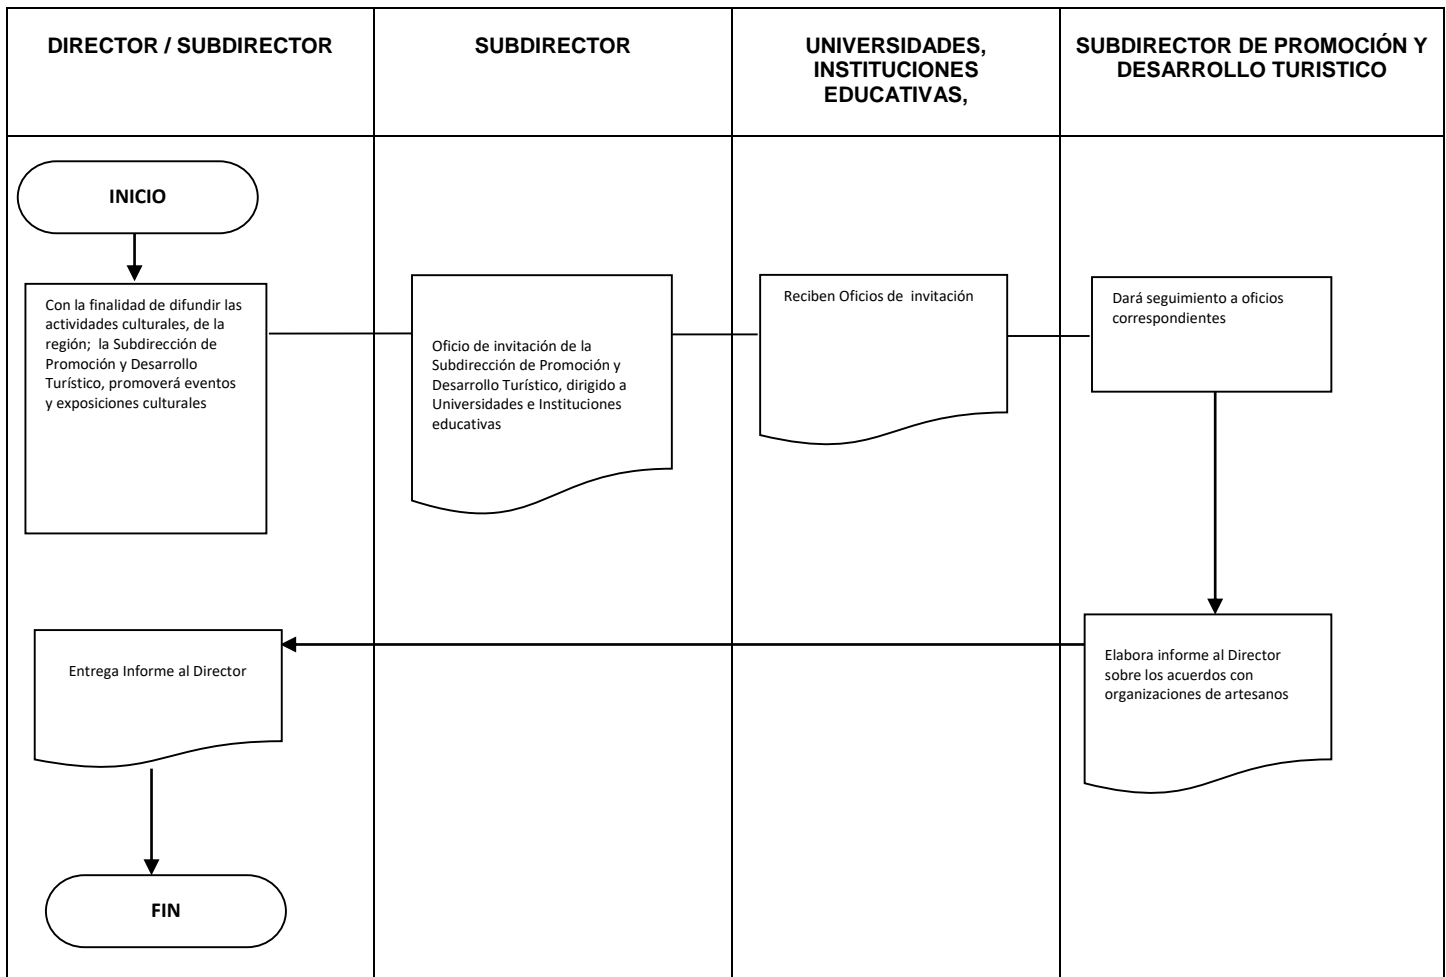 DIRECTOR / SUBDIRECTOR
SUBDIRECTOR
UNIVERSIDADES,
INSTITUCIONES
EDUCATIVAS,
SUBDIRECTOR DE PROMOCIÓN Y
DESARROLLO TURISTICO
INICIO
Con la finalidad de difundir las
actividades culturales, de la
región; la Subdirección de
Promoción y Desarrollo
Turístico, promoverá eventos
y exposiciones culturales
Oficio de invitación de la
Subdirección de Promoción y
Desarrollo Turístico, dirigido a
Universidades e Instituciones
educativas
Reciben Oficios de invitación
Dará seguimiento a oficios
correspondientes
Elabora informe al Director
sobre los acuerdos con
organizaciones de artesanos
Entrega Informe al Director
FIN